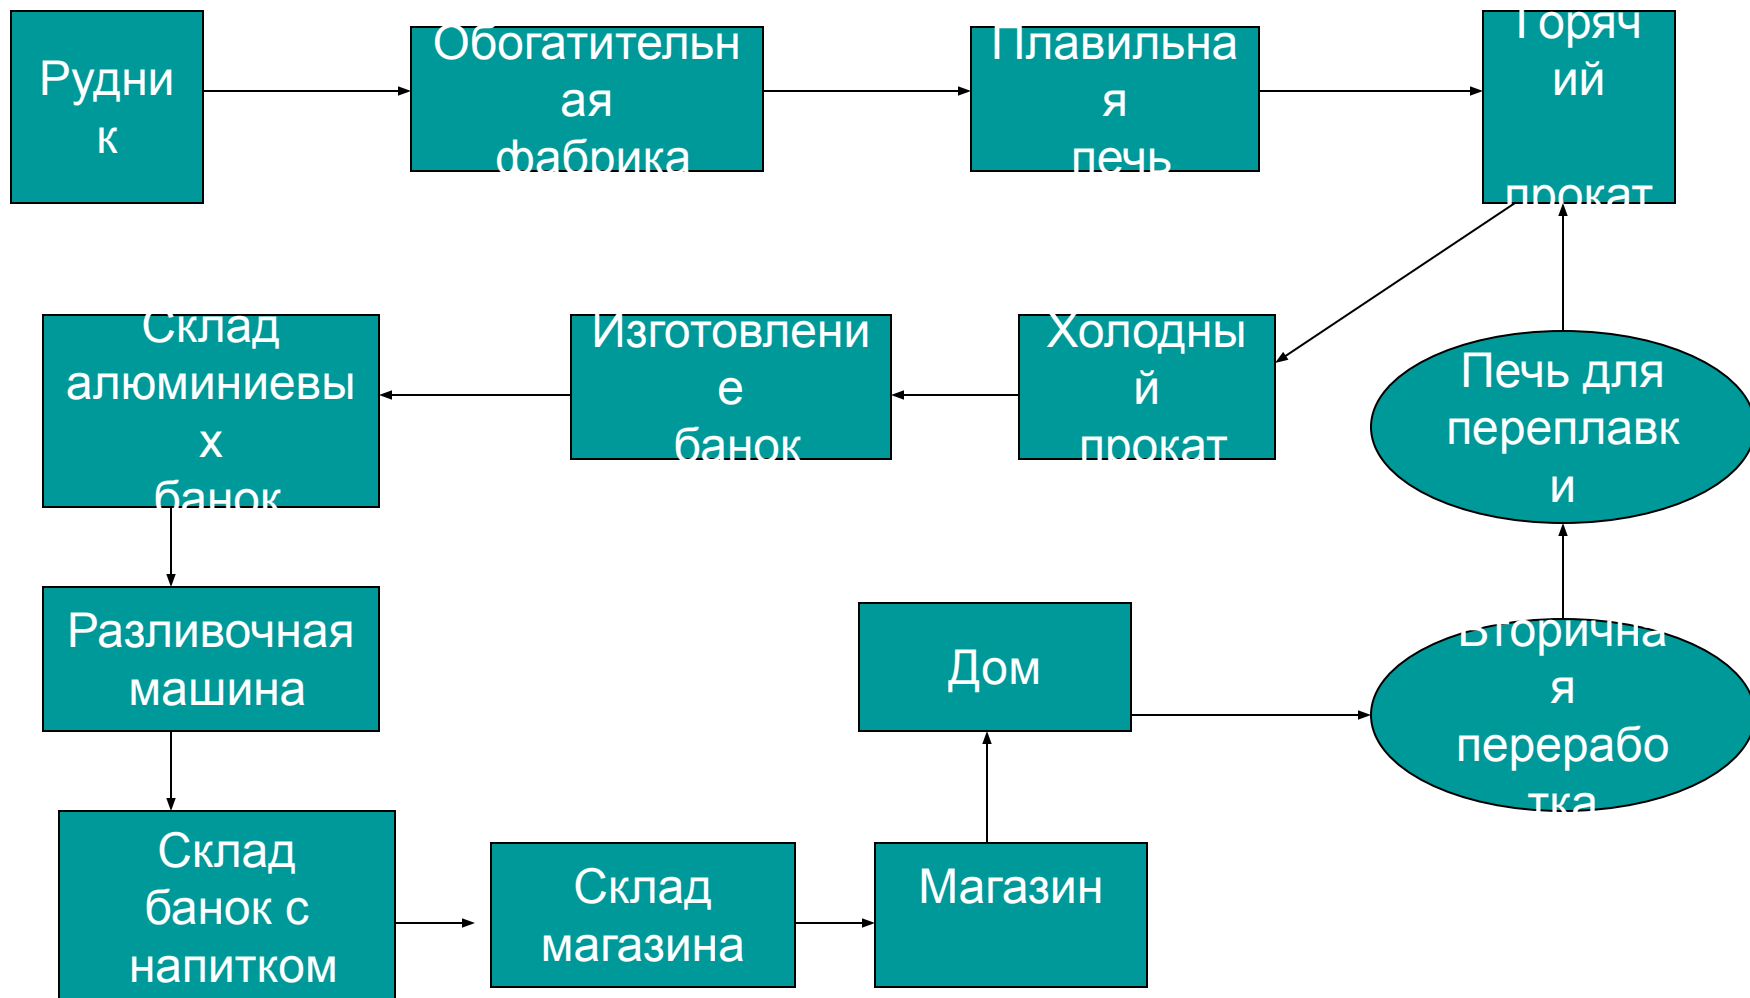 Рудни
к
Обогатительн
ая
фабрика
Плавильна
я
печь
Горяч
ий
прокат
Склад
алюминиевы
х
банок
Изготовлени
е
банок
Холодны
й
прокат
Печь для
переплавк
и
Разливочная
машина
Дом
Вторична
я
перерабо
тка
Склад
банок с
напитком
Склад
магазина
Магазин